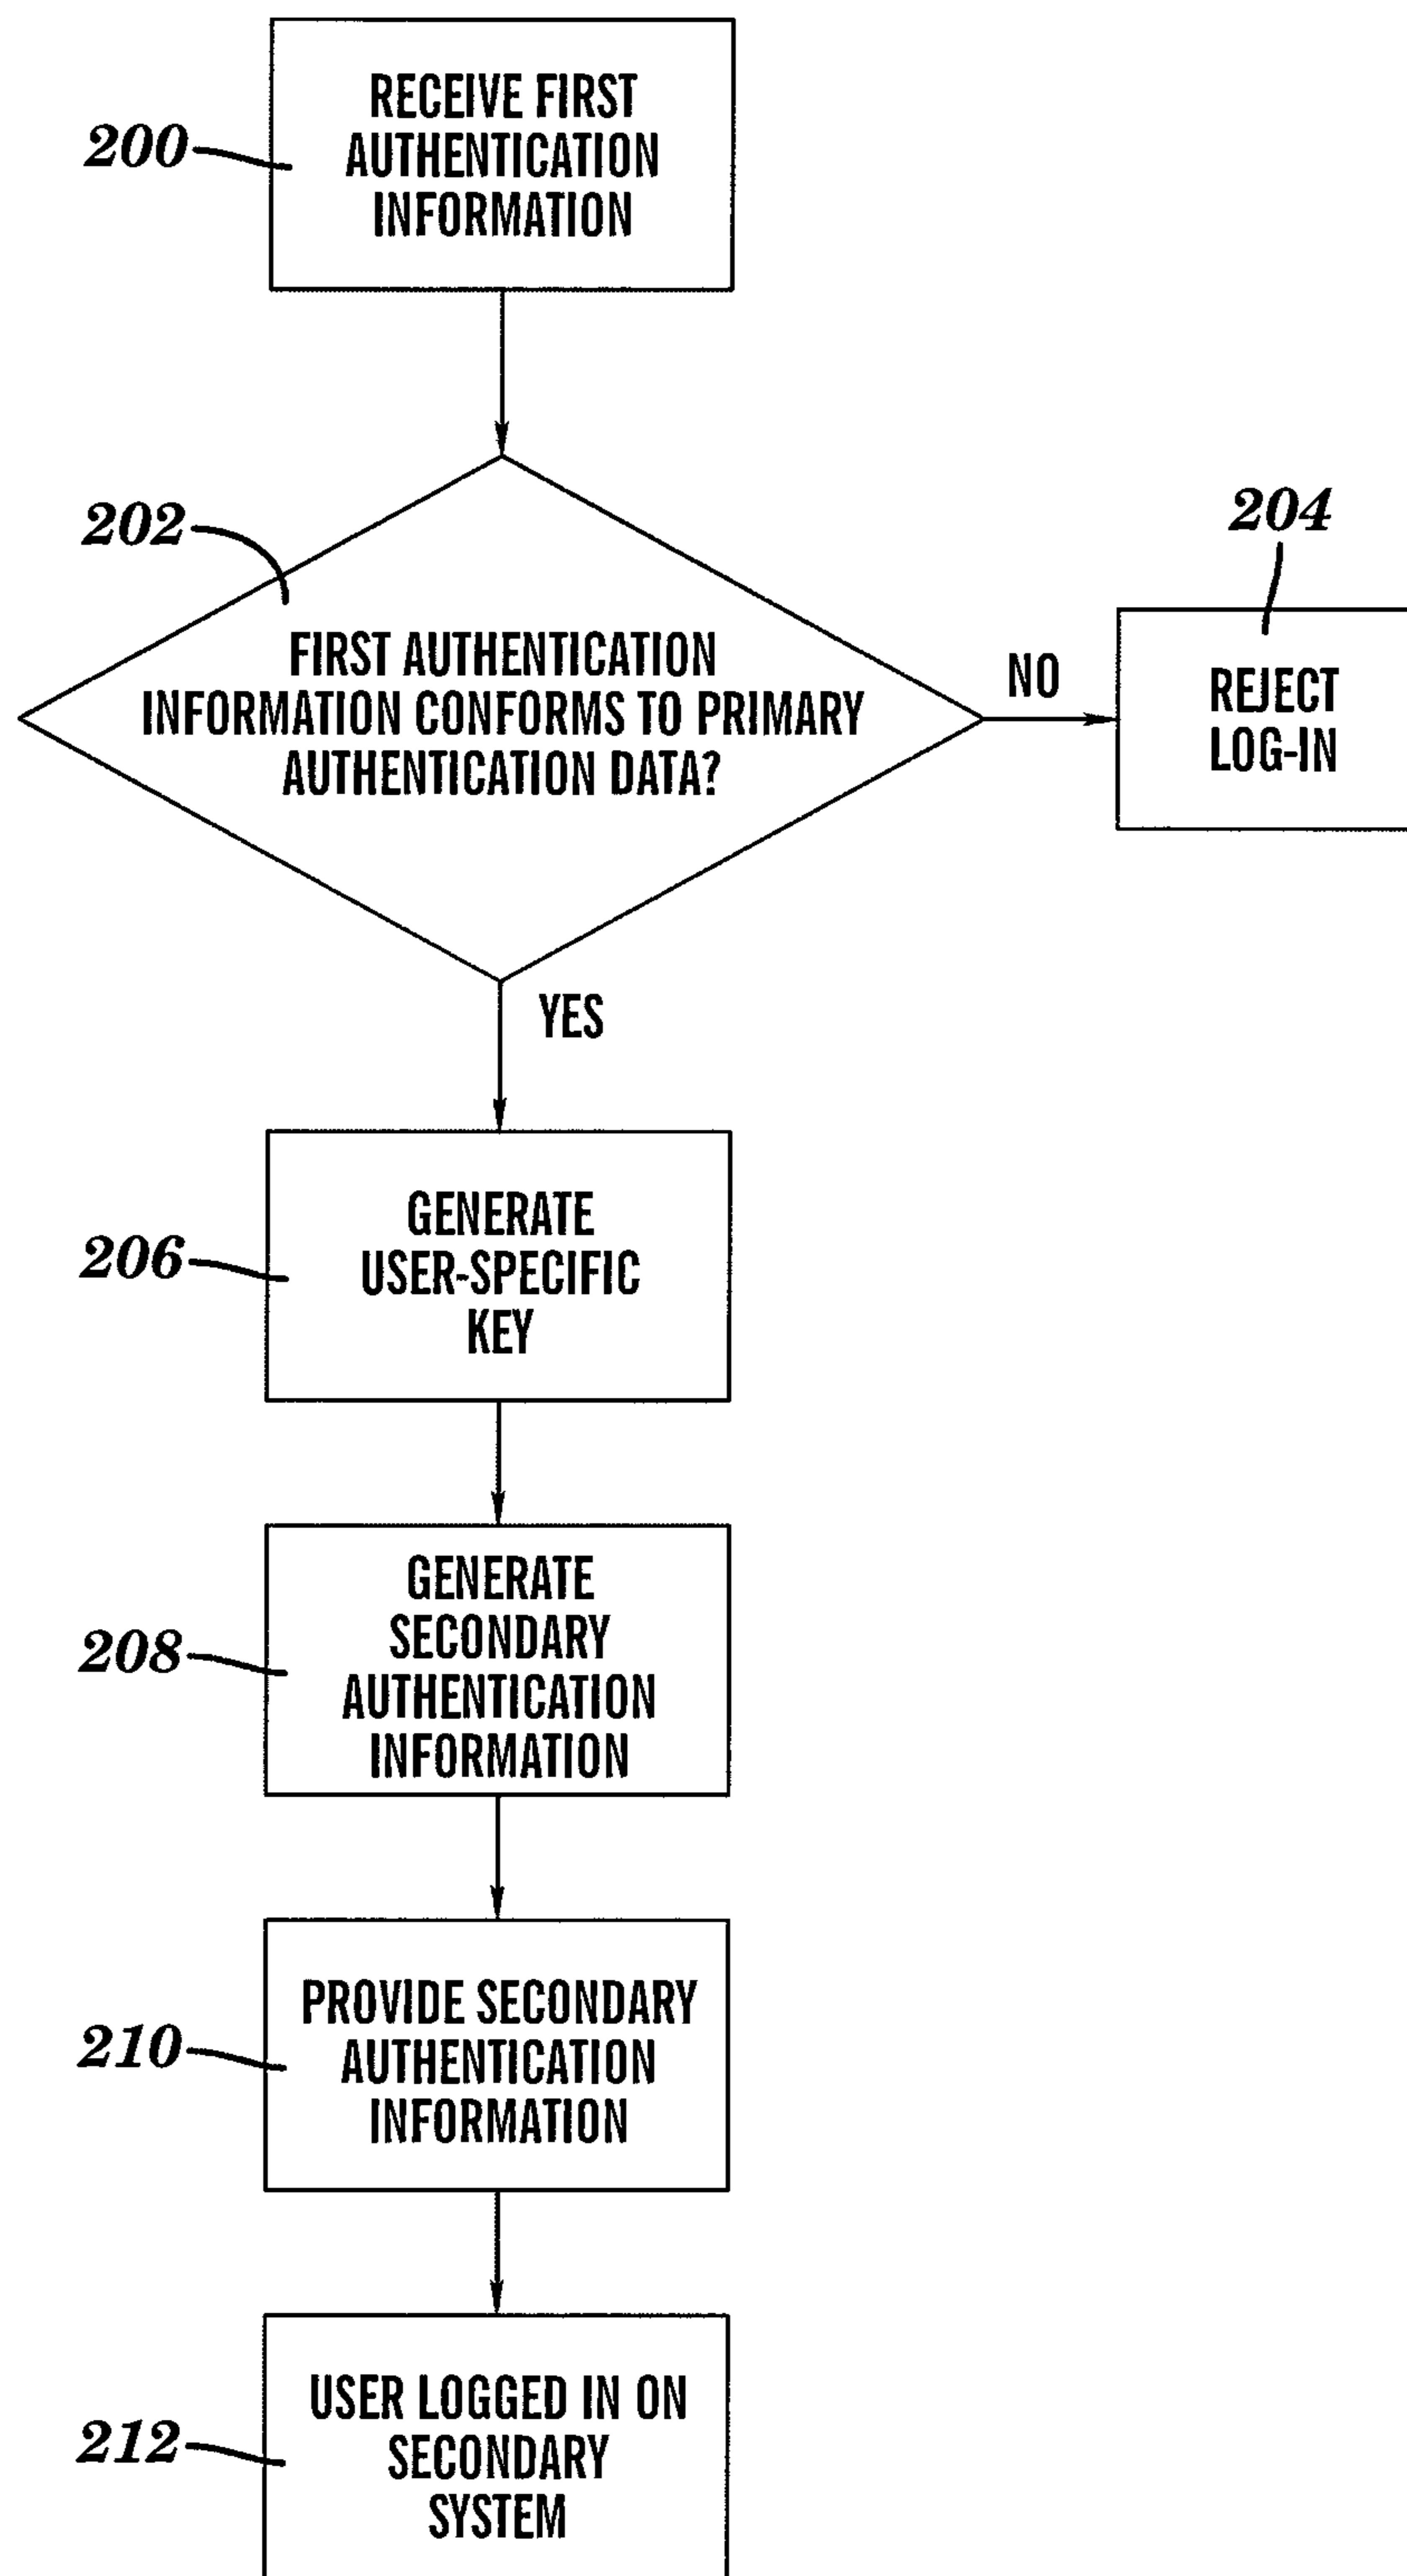 200
RECEIVE FIRST
AUTHENTICATION
INFORMATION
202
FIRST AUTHENTICATION
INFORMATION CONFORMS TO PRIMARY
AUTHENTICATION DATA?
NO
204
REJECT
LOG-IN
YES
206
GENERATE
USER-SPECIFIC
KEY
208
GENERATE
SECONDARY
AUTHENTICATION
INFORMATION
210
PROVIDE SECONDARY
AUTHENTICATION
INFORMATION
212
USER LOGGED IN ON
SECONDARY
SYSTEM